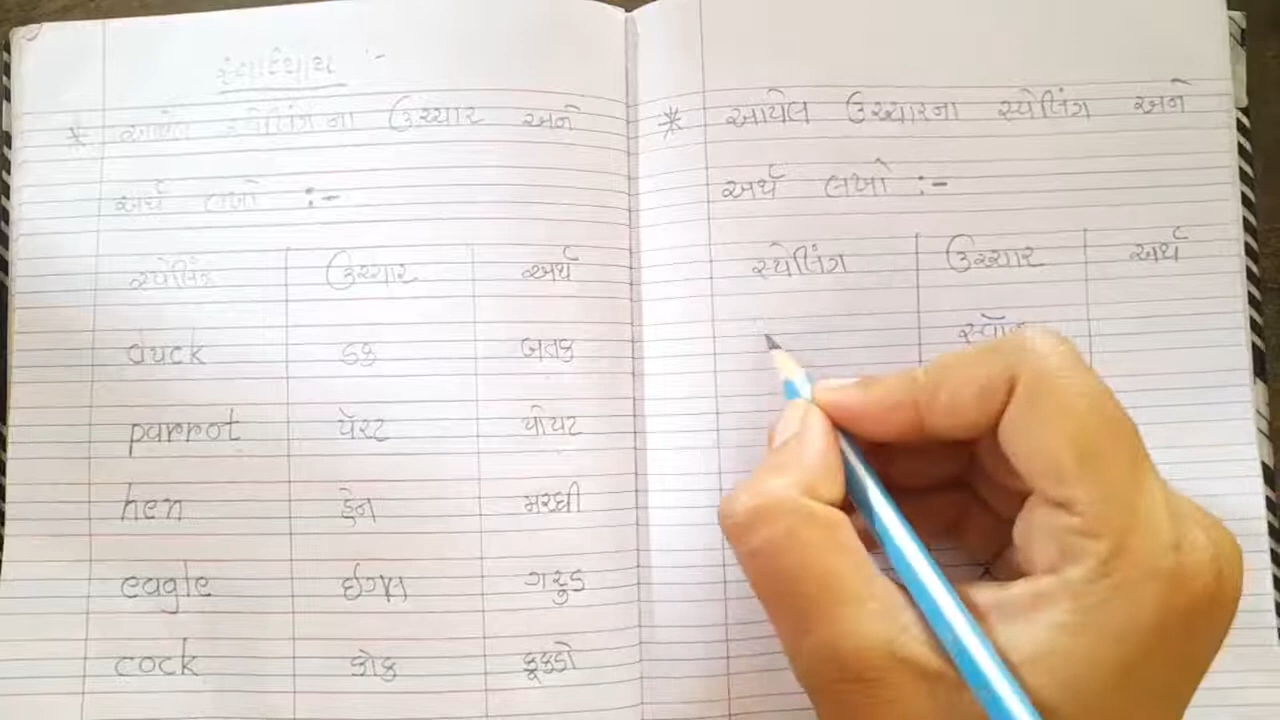 સ્વાધ્યાય :-
* આપેલ સ્પેલિંગના ઉચ્ચાર અને
અર્થ લખો :-
સ્પેલિંગ ઉચ્ચાર અર્થ
duck ડક બતક
parrot પૅરટ પોપટ
hen હેન મરઘી
eagle ઈગલ ગરુડ
cock કોક કૂકડો
* આપેલ ઉચ્ચારના સ્પેલિંગ અને
અર્થ લખો :-
સ્પેલિંગ ઉચ્ચાર અર્થ